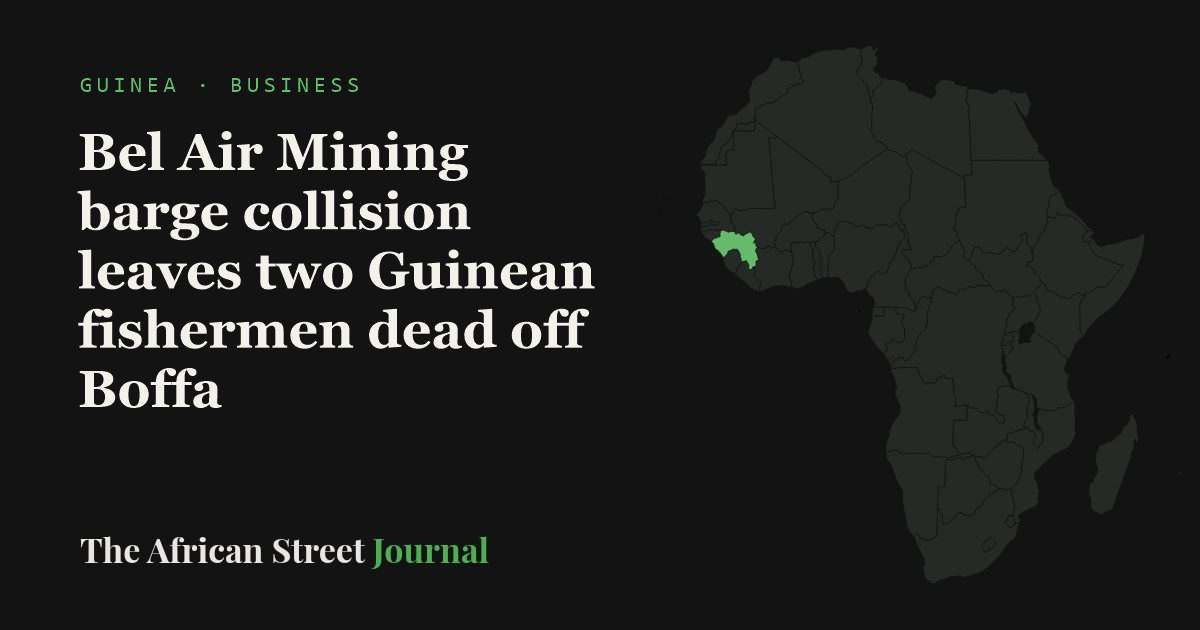 GUINEA · BUSINESS
Bel Air Mining
barge collision
leaves two Guinean
fishermen dead off
Boffa
The African Street Journal